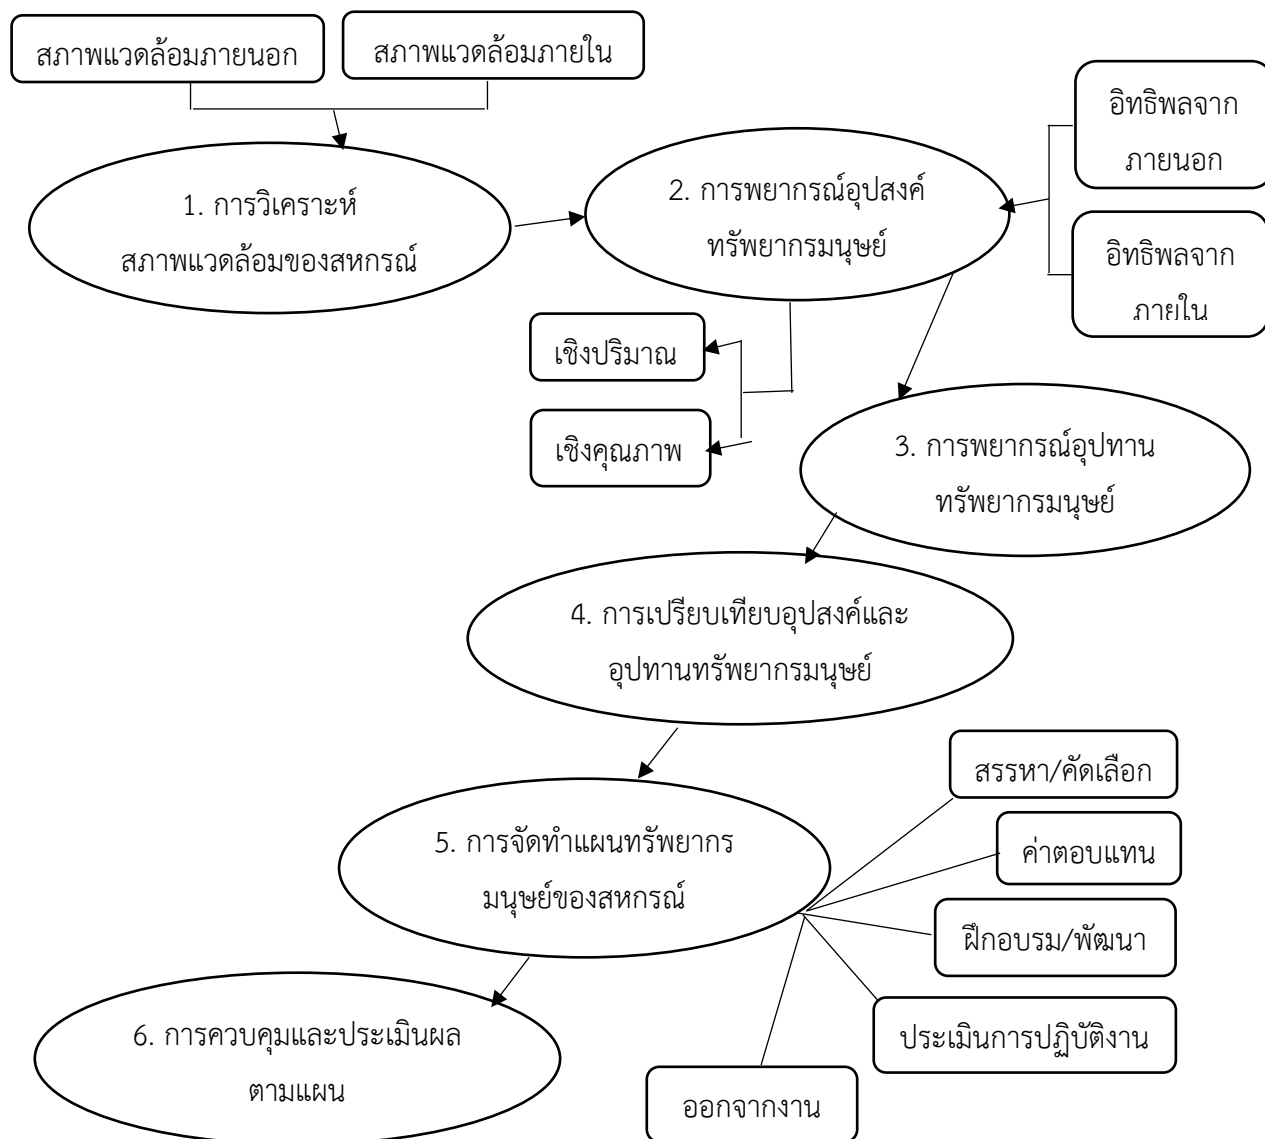 สภาพแวดล้อมภายนอก
สภาพแวดล้อมภายใน
1. การวิเคราะห์
สภาพแวดล้อมของสหกรณ์
2. การพยากรณ์อุปสงค์
ทรัพยากรมนุษย์
อิทธิพลจาก
ภายนอก
อิทธิพลจาก
ภายใน
เชิงปริมาณ
เชิงคุณภาพ
3. การพยากรณ์อุปทาน
ทรัพยากรมนุษย์
4. การเปรียบเทียบอุปสงค์และ
อุปทานทรัพยากรมนุษย์
5. การจัดทำแผนทรัพยากร
มนุษย์ของสหกรณ์
สรรหา/คัดเลือก
ค่าตอบแทน
ฝึกอบรม/พัฒนา
ประเมินการปฏิบัติงาน
ออกจากงาน
6. การควบคุมและประเมินผล
ตามแผน